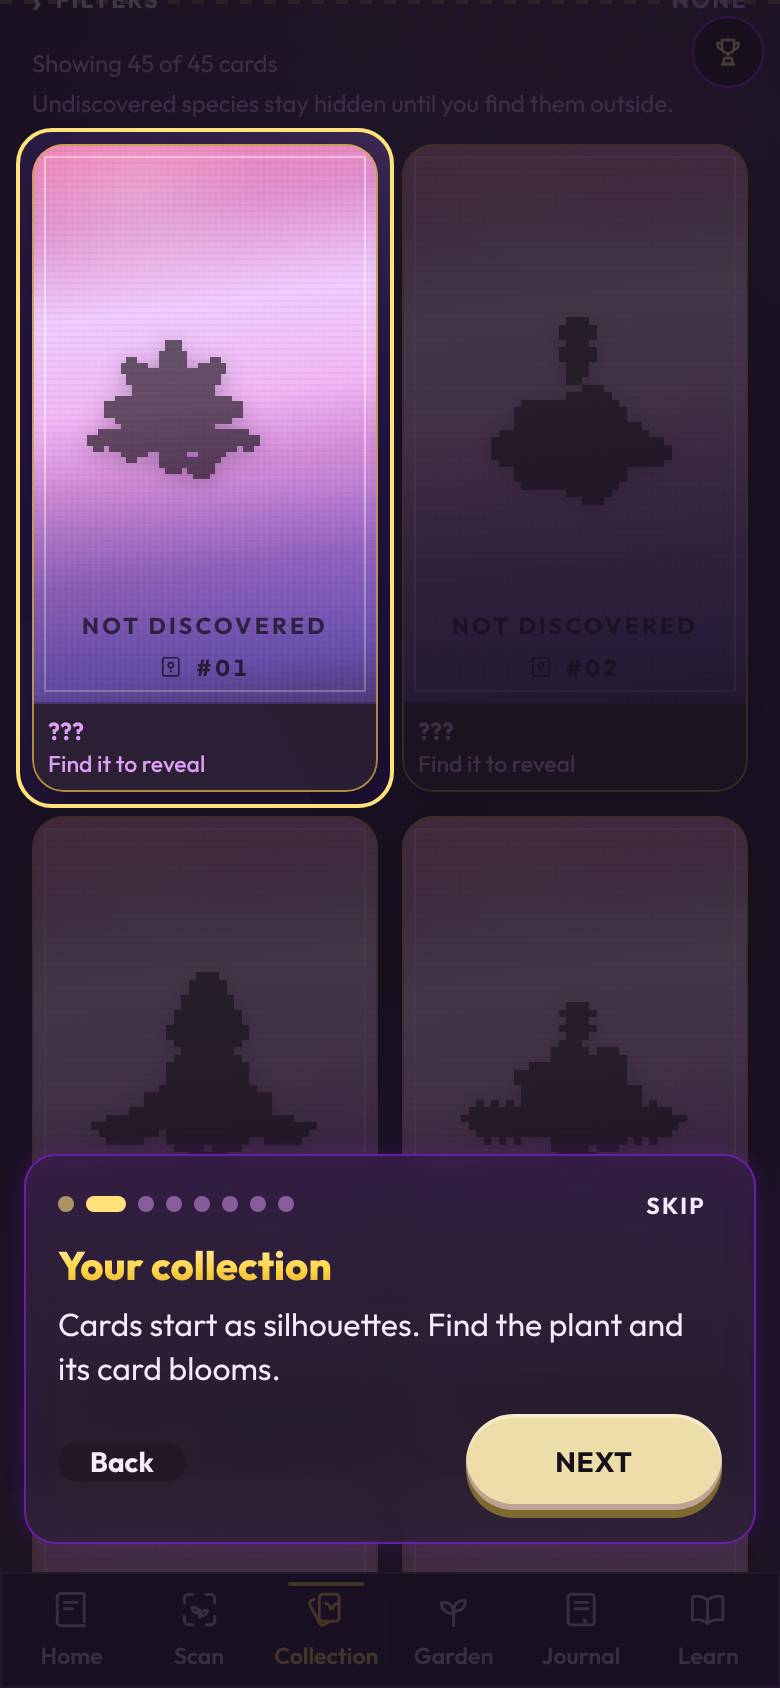 FILTERS
NONE
Showing 45 of 45 cards
Undiscovered species stay hidden until you find them outside.
NOT DISCOVERED
#01
???
Find it to reveal
NOT DISCOVERED
#02
???
Find it to reveal
SKIP
Your collection
Cards start as silhouettes. Find the plant and
its card blooms.
Back
NEXT
Home
Scan
Collection
Garden
Journal
Learn